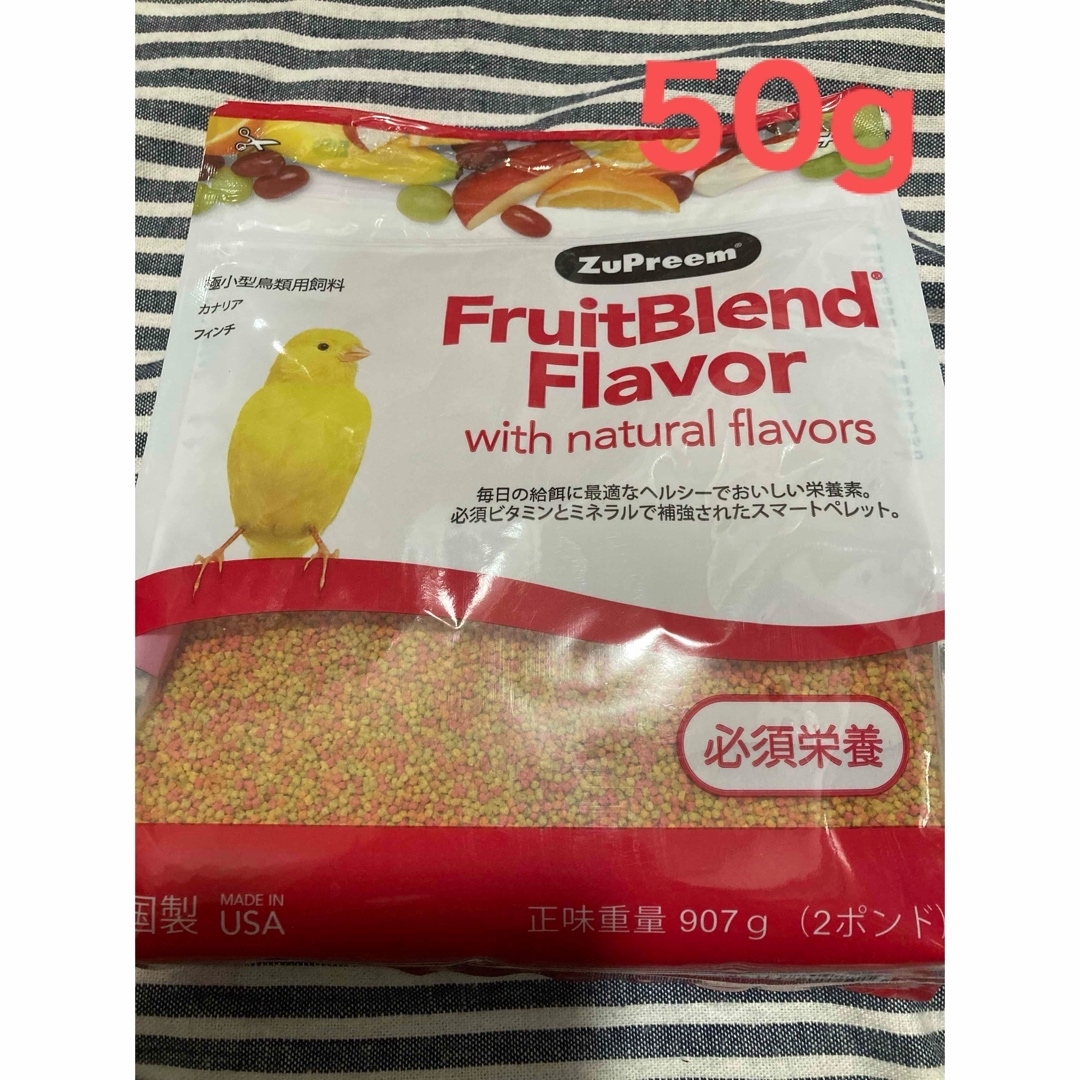 50g
ZuPreem®
極小型鳥類用飼料
カナリア
フィンチ
FruitBlend®
Flavor
with natural flavors
毎日の給餌に最適なヘルシーでおいしい栄養素。
必須ビタミンとミネラルで補強されたスマートペレット。
必須栄養
国製 MADE IN USA
正味重量 907g (2ポンド)